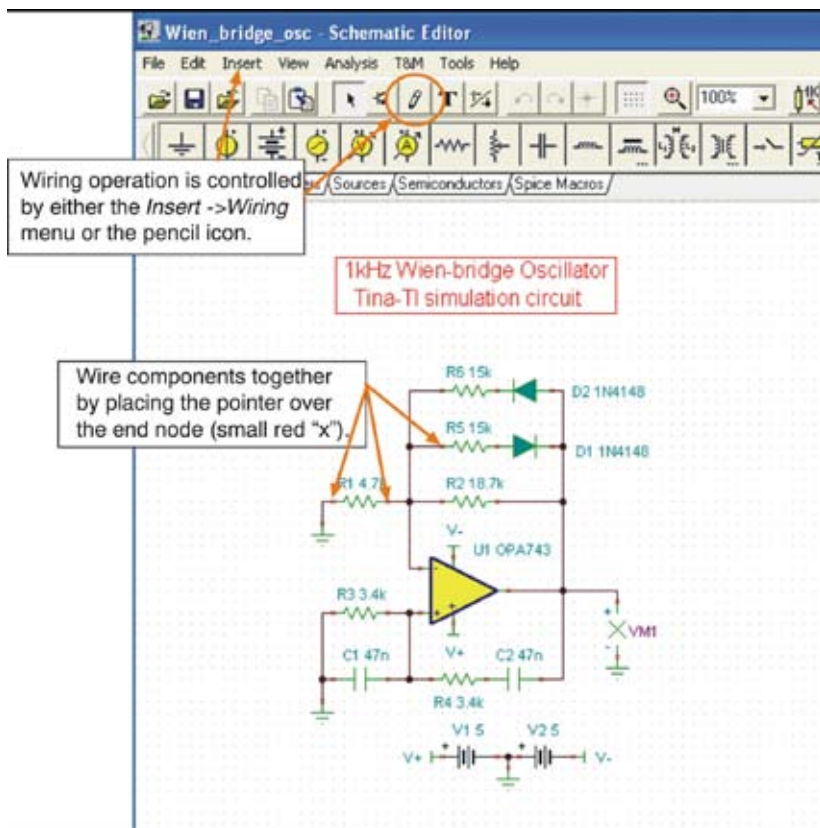 Wien_bridge_osc - Schematic Editor
File Edit Insert View Analysis T&M Tools Help
T 100%
Wiring operation is controlled
by either the Insert ->Wiring
menu or the pencil icon.
Sources Semiconductors Spice Macros
1kHz Wien-bridge Oscillator
Tina-TI simulation circuit
Wire components together
by placing the pointer over
the end node (small red “x”).
R6 15k
D2 1N4148
R5 15k
D1 1N4148
R1 4.7k
R2 18.7k
V-
U1 OPA743
R3 3.4k
VM1
C1 47n
V+
C2 47n
R4 3.4k
V1 5
V2 5
V+
V-